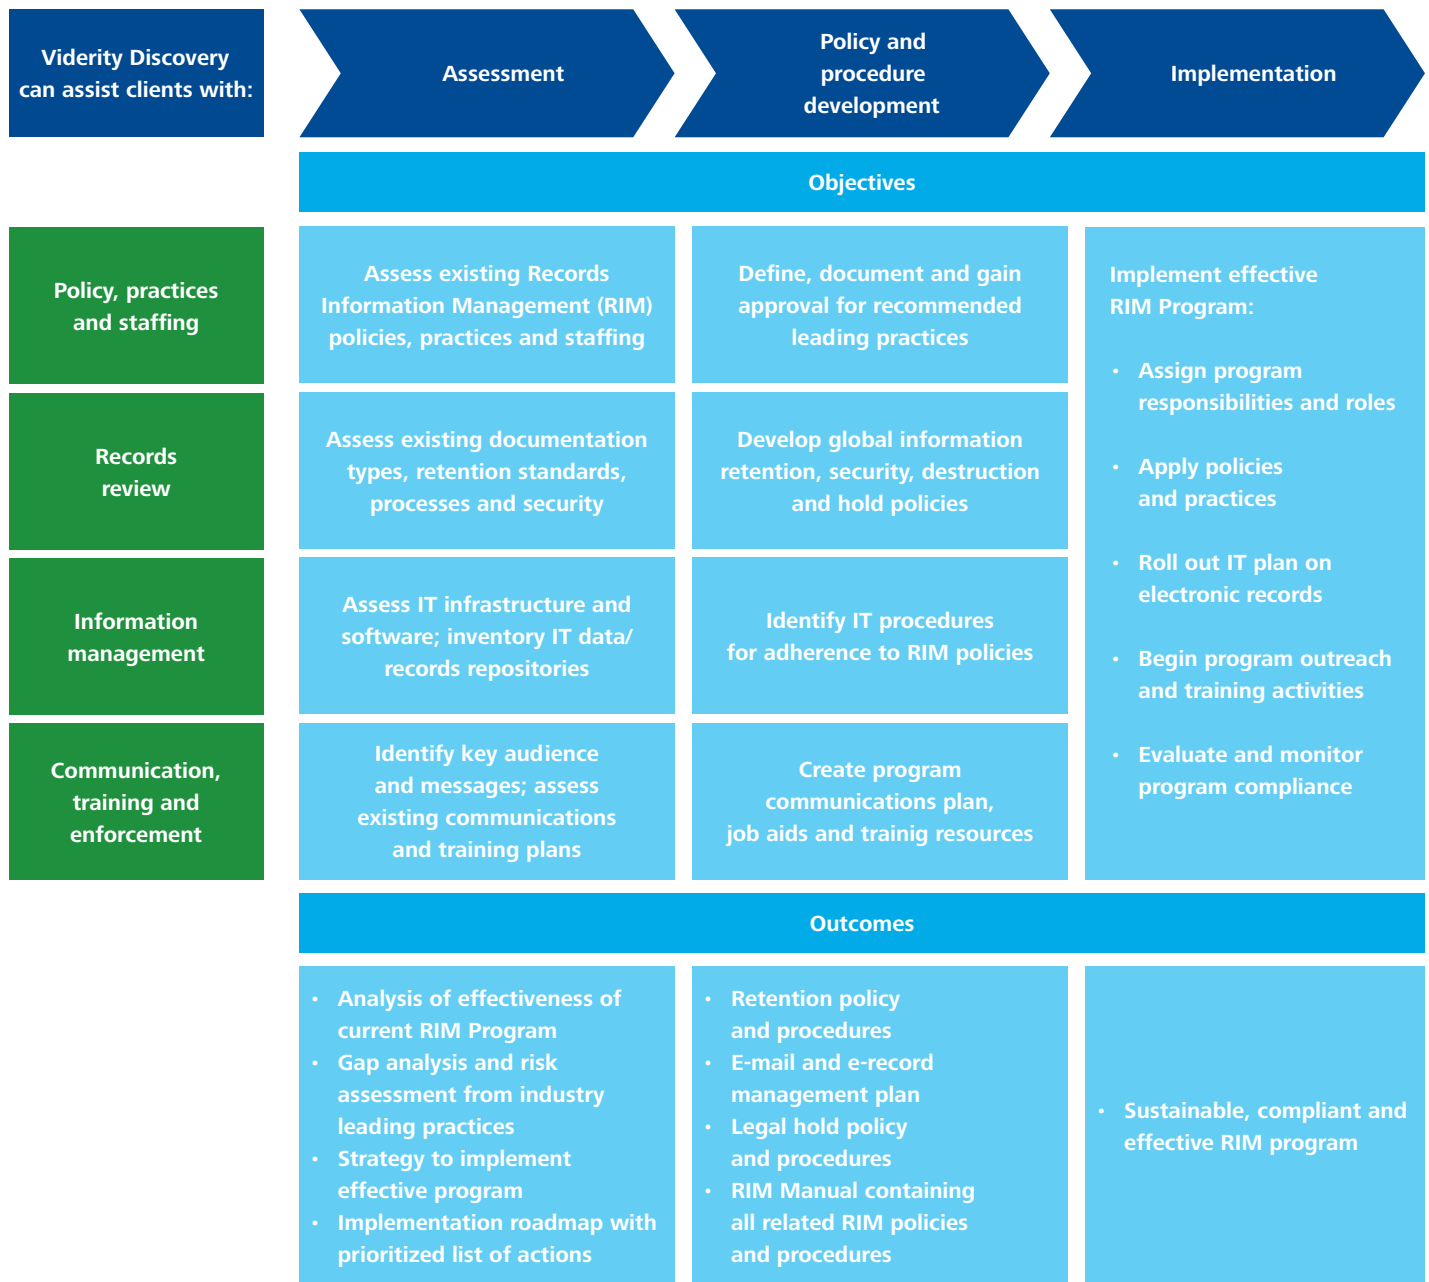 Viderity Discovery
can assist clients with:
Assessment
Policy and
procedure
development
Implementation
Objectives
Policy, practices
and staffing
Assess existing Records
Information Management (RIM)
policies, practices and staffing
Define, document and gain
approval for recommended
leading practices
Records
review
Assess existing documentation
types, retention standards,
processes and security
Develop global information
retention, security, destruction
and hold policies
Information
management
Assess IT infrastructure and
software; inventory IT data/
records repositories
Identify IT procedures
for adherence to RIM policies
Communication,
training and
enforcement
Identify key audience
and messages; assess
existing communications
and training plans
Create program
communications plan,
job aids and trainig resources
Implement effective
RIM Program:
• Assign program
responsibilities and roles
• Apply policies
and practices
• Roll out IT plan on
electronic records
• Begin program outreach
and training activities
• Evaluate and monitor
program compliance
Outcomes
• Analysis of effectiveness of
current RIM Program
• Gap analysis and risk
assessment from industry
leading practices
• Strategy to implement
effective program
• Implementation roadmap with
prioritized list of actions
• Retention policy
and procedures
• E-mail and e-record
management plan
• Legal hold policy
and procedures
• RIM Manual containing
all related RIM policies
and procedures
• Sustainable, compliant and
effective RIM program